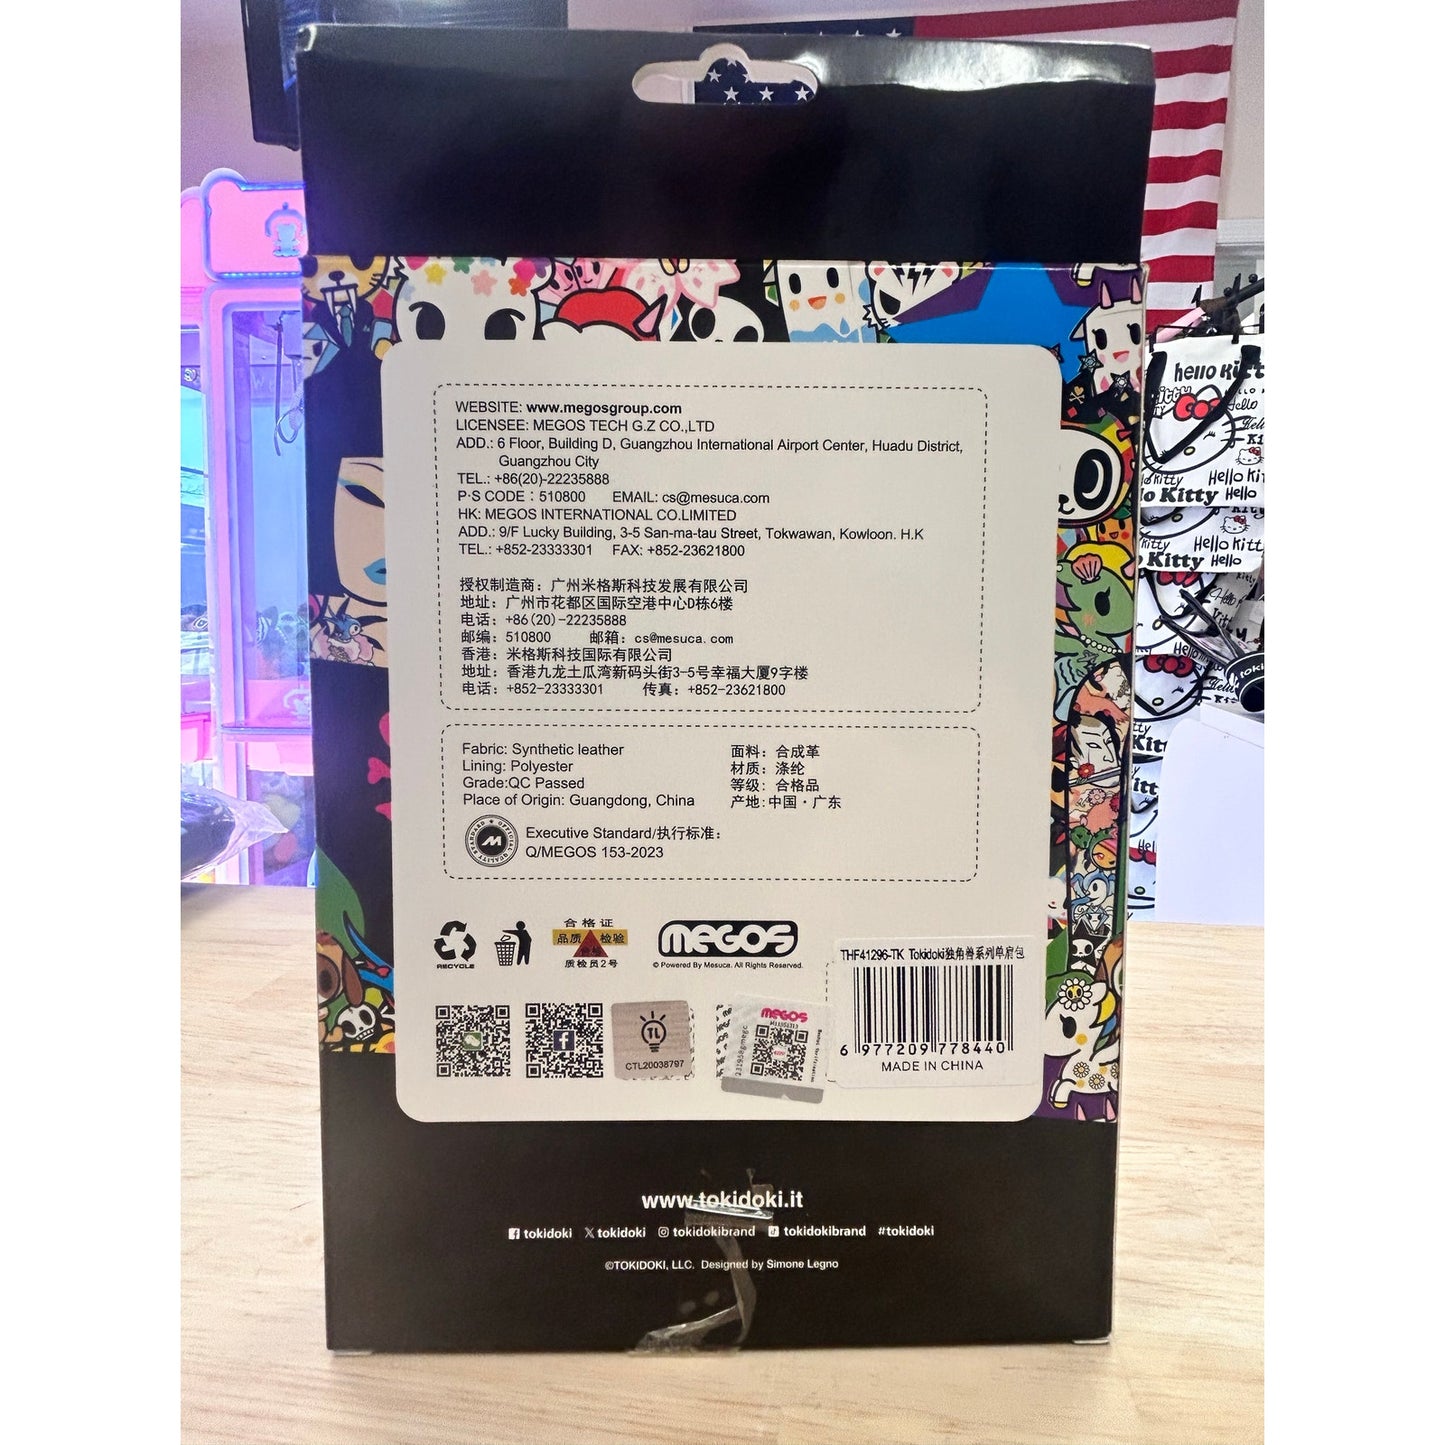 WEBSITE: www.megosgroup.com
LICENSEE: MEGOS TECH G.Z CO.,LTD
ADD.: 6 Floor, Building D, Guangzhou International Airport Center, Huadu District,
Guangzhou City
TEL.: +86(20)-22235888
P·S CODE：510800 EMAIL: cs@mesuca.com
HK: MEGOS INTERNATIONAL CO.LIMITED
ADD.: 9/F Lucky Building, 3-5 San-ma-tau Street, Tokwawan, Kowloon. H.K
TEL.: +852-23333301 FAX: +852-23621800
授权制造商：广州米格斯科技发展有限公司
地址：广州市花都区国际空港中心D栋6楼
电话：+86(20)-22235888
邮编：510800 邮箱：cs@mesuca.com
香港：米格斯科技国际有限公司
地址：香港九龙土瓜湾新码头街3-5号幸福大厦9字楼
电话：+852-23333301 传真：+852-23621800
Fabric: Synthetic leather 面料：合成革
Lining: Polyester 材质：涤纶
Grade:QC Passed 等级：合格品
Place of Origin: Guangdong, China 产地:中国·广东
Executive Standard/执行标准：
Q/MEGOS 153-2023
RECYCLE
合格证
品质 检验
合格
质检员2号
MEGOS
© Powered By Mesuca. All Rights Reserved.
THF41296-TK Tokidoki独角兽系列单肩包
6 977209 778440
MADE IN CHINA
TL
CTL20038797
MEGOS
www.tokidoki.it
tokidoki tokidoki tokidokibrand tokidokibrand #tokidoki
©TOKIDOKI, LLC. Designed by Simone Legno
hello kitty
Hello Kitty
Hello
Hello Kitty
Hello